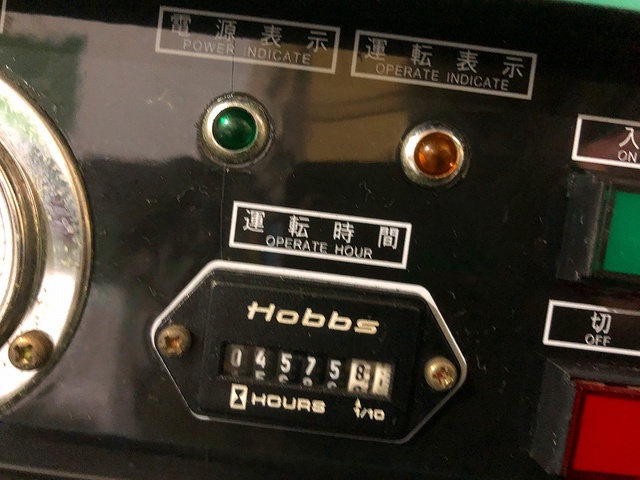 電源表示
POWER INDICATE
運転表示
OPERATE INDICATE
入
ON
運転時間
OPERATE HOUR
Hobbs
045758
HOURS
1/10
切
OFF